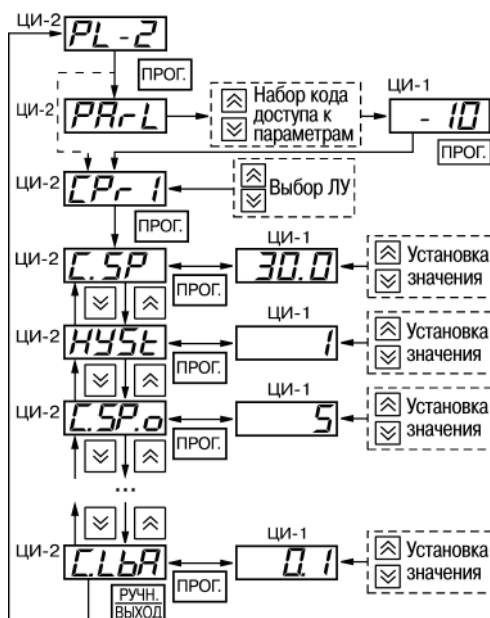 ЦИ-2 PL-2
ПРОГ.
ЦИ-2 PArL
Набор кода
доступа к
параметрам
ЦИ-1
- 10
ПРОГ.
ЦИ-2 CPr1
Выбор ЛУ
ПРОГ.
ЦИ-2 C.SP
ПРОГ.
ЦИ-1
30.0
Установка
значения
ЦИ-2 HYSt
ПРОГ.
ЦИ-1
1
Установка
значения
ЦИ-2 C.SP.o
ПРОГ.
ЦИ-1
5
Установка
значения
...
ЦИ-2 C.LbA
ПРОГ.
ЦИ-1
0.1
Установка
значения
РУЧН.
ВЫХОД